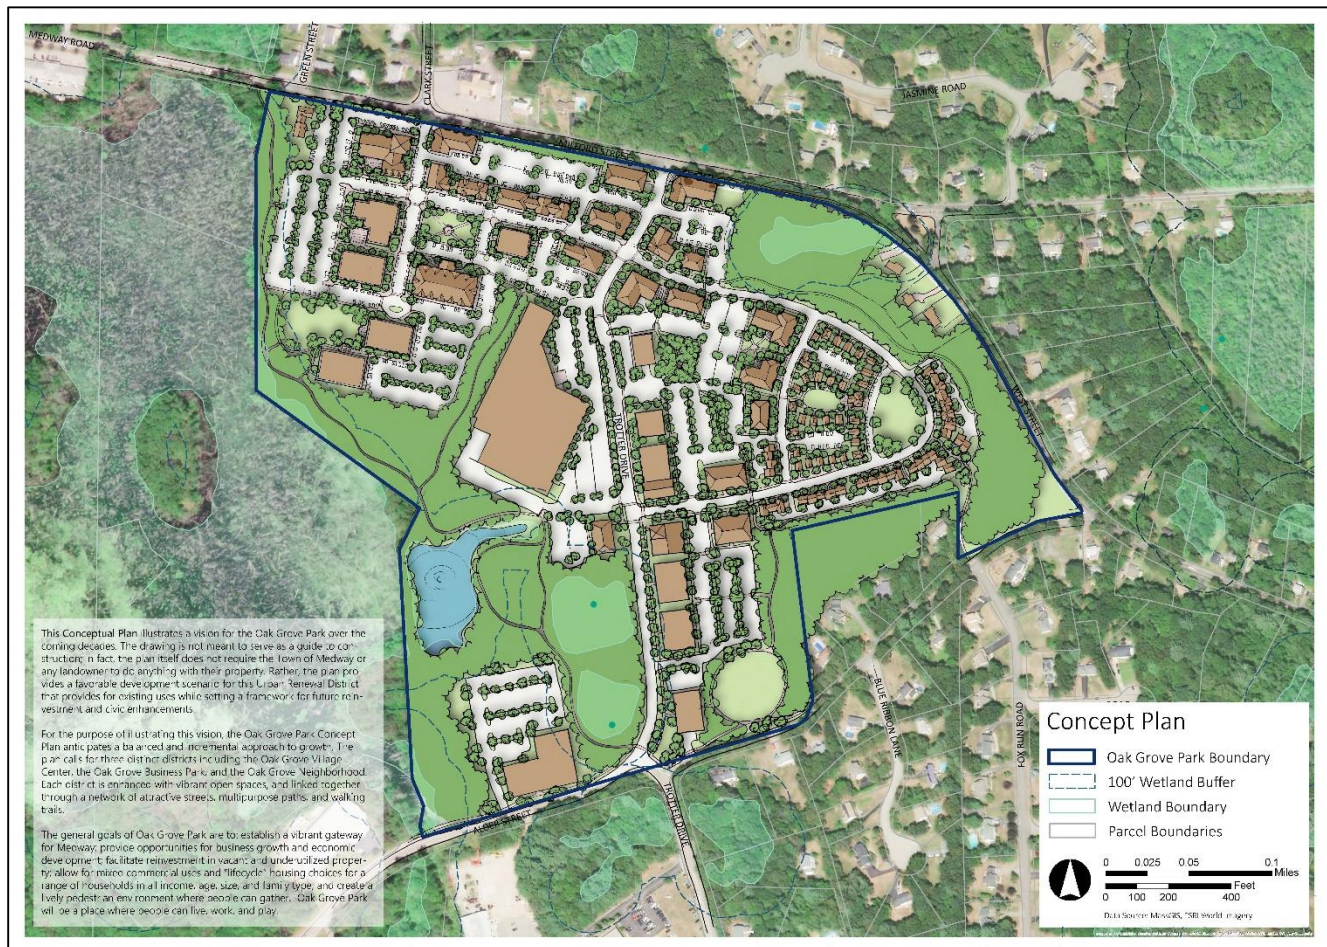 MEDWAY ROAD
GREEN STREET
CLARK STREET
MILFORD STREET
JASMINE ROAD
WEST STREET
TROTTER DRIVE
BLUE RIBBON LANE
FOX RUN ROAD
ALDER STREET
TROTTER DRIVE
This Conceptual Plan illustrates a vision for the Oak Grove Park over the
coming decades. The drawing is not meant to serve as a guide to con-
struction; in fact, the plan itself does not require the Town of Medway or
any landowner to do anything with their property. Rather, the plan pro-
vides a favorable development scenario for this Urban Renewal District
that provides for existing uses while setting a framework for future rein-
vestment and civic enhancements.
For the purpose of illustrating this vision, the Oak Grove Park Concept
Plan anticipates a balanced and incremental approach to growth. The
plan calls for three distinct districts including the Oak Grove Village
Center, the Oak Grove Business Park, and the Oak Grove Neighborhood.
Each district is enhanced with vibrant open spaces, and linked together
through a network of attractive streets, multipurpose paths, and walking
trails.
The general goals of Oak Grove Park are to: establish a vibrant gateway
for Medway; provide opportunities for business growth and economic
development; facilitate reinvestment in vacant and underutilized proper-
ty; allow for mixed commercial uses and "lifecycle" housing choices for a
range of households in all income, age, size, and family type; and create a
lively pedestrian environment where people can gather. Oak Grove Park
will be a place where people can live, work, and play.
Concept Plan
Oak Grove Park Boundary
100' Wetland Buffer
Wetland Boundary
Parcel Boundaries
0 0.025 0.05 0.1
Miles
Feet
0 100 200 400
Data Source: MassGIS, ESRI World Imagery